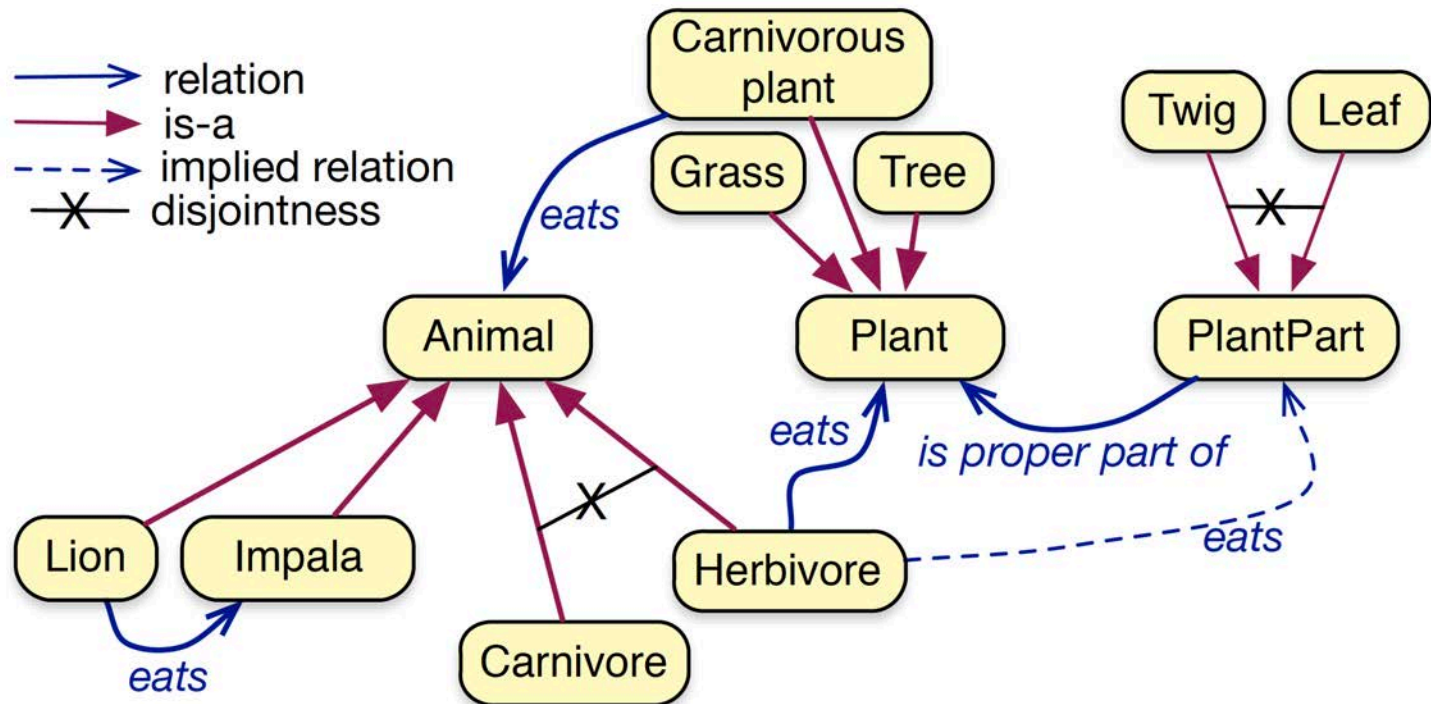 relation
is-a
implied relation
X
disjointness
Carnivorous
plant
Grass
Tree
Twig
Leaf
X
eats
Animal
Plant
PlantPart
eats
is proper part of
X
Lion
Impala
Herbivore
eats
Carnivore
eats